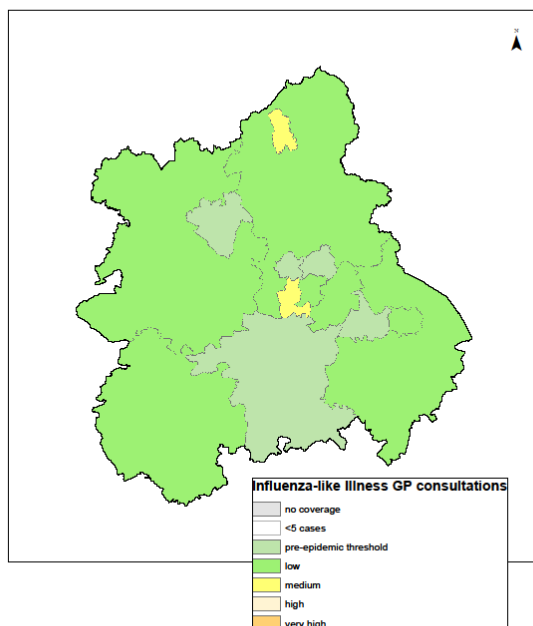 N
Influenza-like Illness GP consultations
no coverage
<5 cases
pre-epidemic threshold
low
medium
high
very high